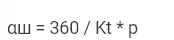 αш = 360 / Kt * p